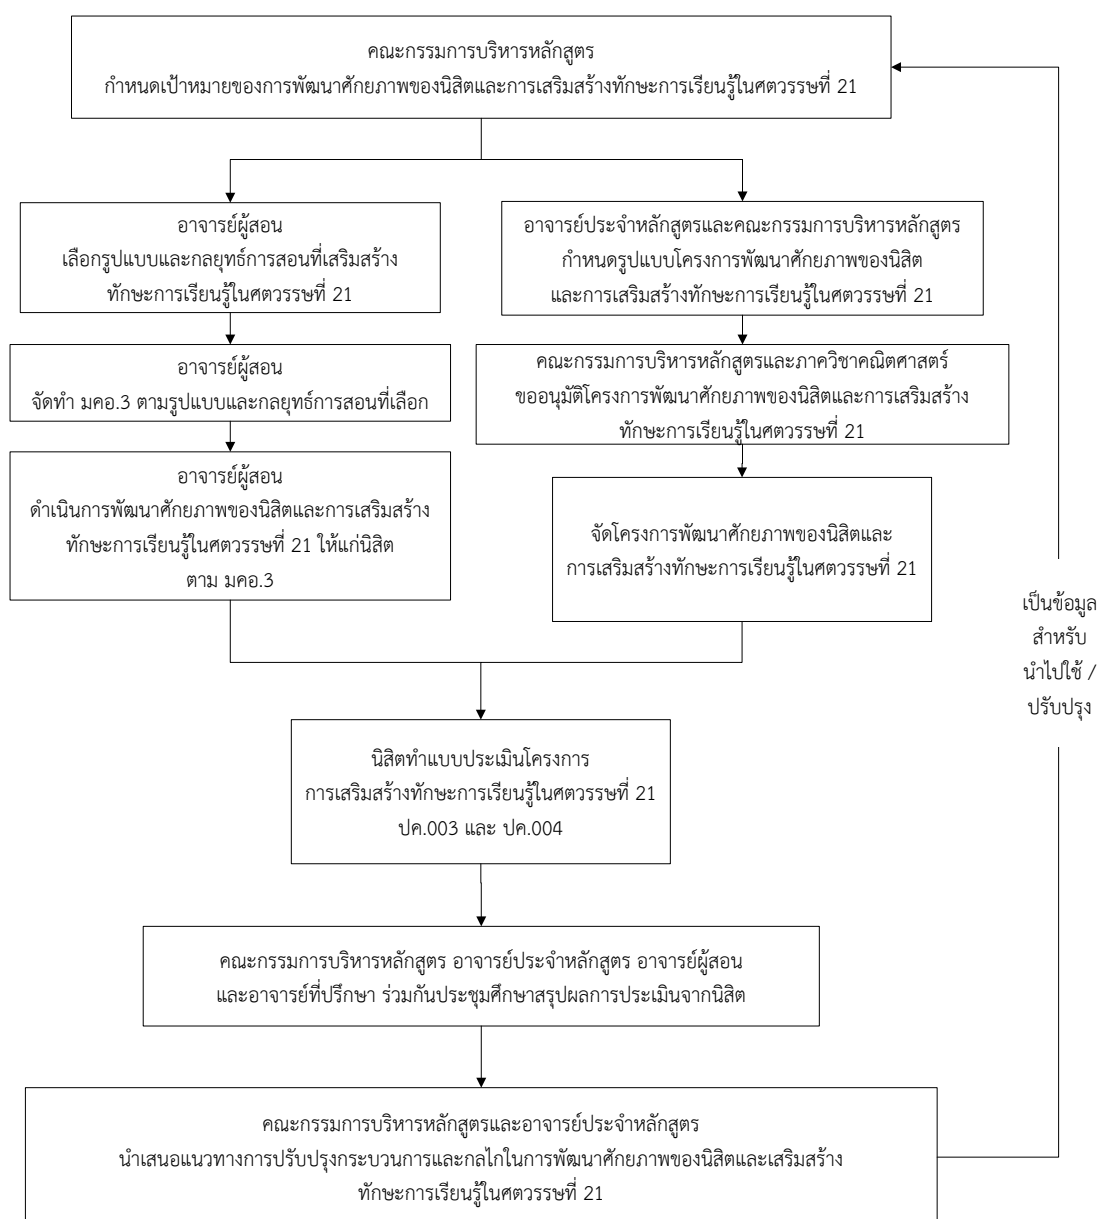 คณะกรรมการบริหารหลักสูตร
กำหนดเป้าหมายของการพัฒนาศักยภาพของนิสิตและการเสริมสร้างทักษะการเรียนรู้ในศตวรรษที่ 21
อาจารย์ผู้สอน
เลือกรูปแบบและกลยุทธ์การสอนที่เสริมสร้าง
ทักษะการเรียนรู้ในศตวรรษที่ 21
อาจารย์ประจำหลักสูตรและคณะกรรมการบริหารหลักสูตร
กำหนดรูปแบบโครงการพัฒนาศักยภาพของนิสิต
และการเสริมสร้างทักษะการเรียนรู้ในศตวรรษที่ 21
อาจารย์ผู้สอน
จัดทำ มคอ.3 ตามรูปแบบและกลยุทธ์การสอนที่เลือก
คณะกรรมการบริหารหลักสูตรและภาควิชาคณิตศาสตร์
ขออนุมัติโครงการพัฒนาศักยภาพของนิสิตและการเสริมสร้าง
ทักษะการเรียนรู้ในศตวรรษที่ 21
อาจารย์ผู้สอน
ดำเนินการพัฒนาศักยภาพของนิสิตและการเสริมสร้าง
ทักษะการเรียนรู้ในศตวรรษที่ 21 ให้แก่นิสิต
ตาม มคอ.3
จัดโครงการพัฒนาศักยภาพของนิสิตและ
การเสริมสร้างทักษะการเรียนรู้ในศตวรรษที่ 21
เป็นข้อมูล
สำหรับ
นำไปใช้ /
ปรับปรุง
นิสิตทำแบบประเมินโครงการ
การเสริมสร้างทักษะการเรียนรู้ในศตวรรษที่ 21
ปค.003 และ ปค.004
คณะกรรมการบริหารหลักสูตร อาจารย์ประจำหลักสูตร อาจารย์ผู้สอน
และอาจารย์ที่ปรึกษา ร่วมกันประชุมศึกษาสรุปผลการประเมินจากนิสิต
คณะกรรมการบริหารหลักสูตรและอาจารย์ประจำหลักสูตร
นำเสนอแนวทางการปรับปรุงกระบวนการและกลไกในการพัฒนาศักยภาพของนิสิตและเสริมสร้าง
ทักษะการเรียนรู้ในศตวรรษที่ 21